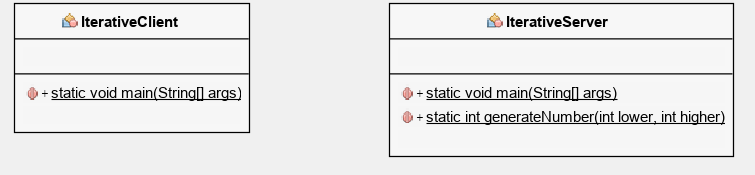 IterativeClient
+ static void main(String[] args)
IterativeServer
+ static void main(String[] args)
+ static int generateNumber(int lower, int higher)